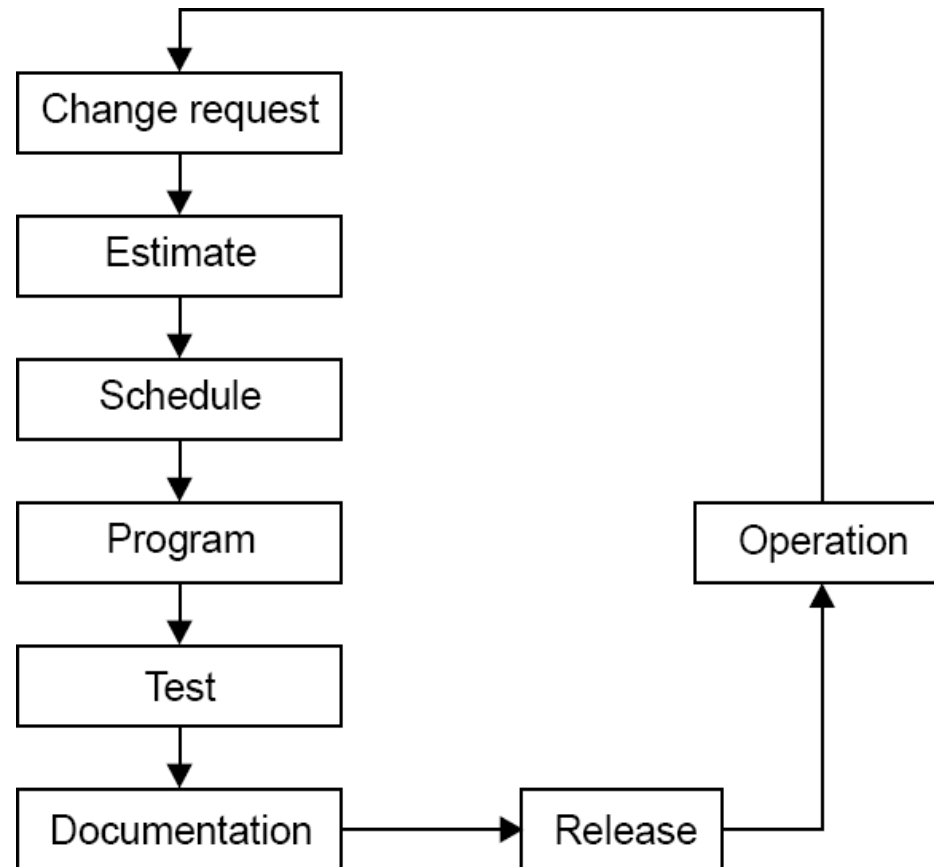 Change request
Estimate
Schedule
Program
Operation
Test
Documentation
Release